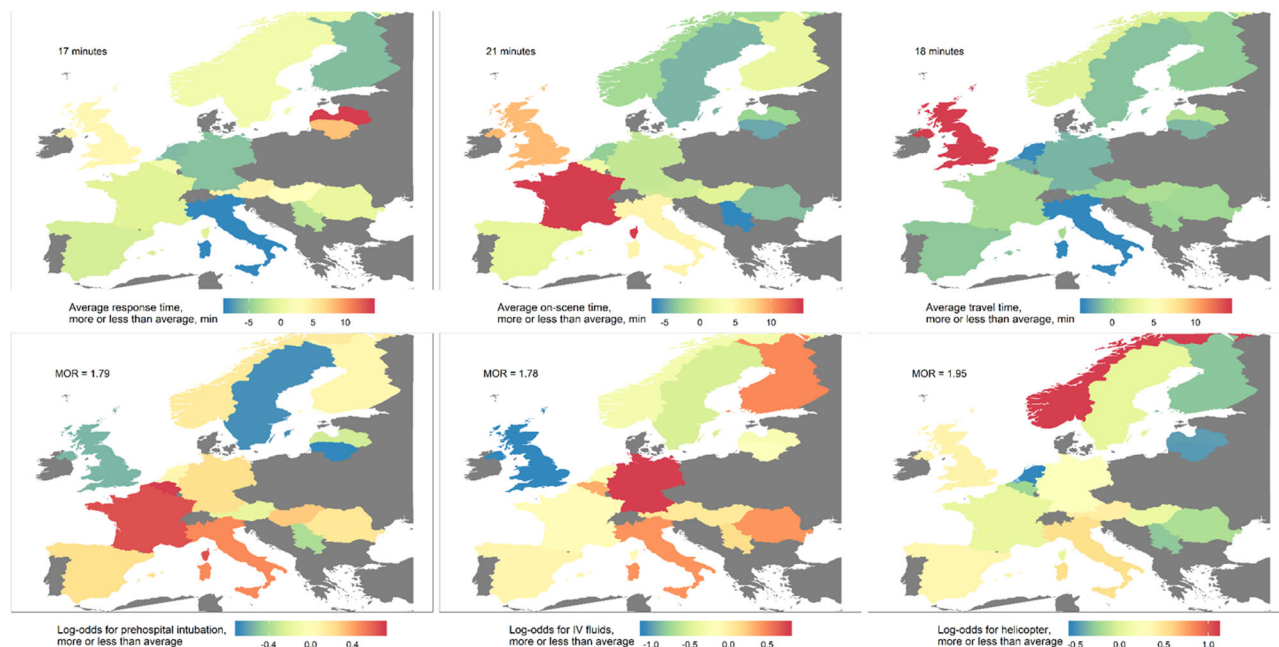 17 minutes
21 minutes
18 minutes
Average response time,
more or less than average, min
-5 0 5 10
Average on-scene time,
more or less than average, min
-5 0 5 10
Average travel time,
more or less than average, min
0 5 10
MOR = 1.79
MOR = 1.78
MOR = 1.95
Log-odds for prehospital intubation,
more or less than average
-0.4 0.0 0.4
Log-odds for IV fluids,
more or less than average
-1.0 0.0 0.5
Log-odds for helicopter,
more or less than average
-0.5 0.0 1.0